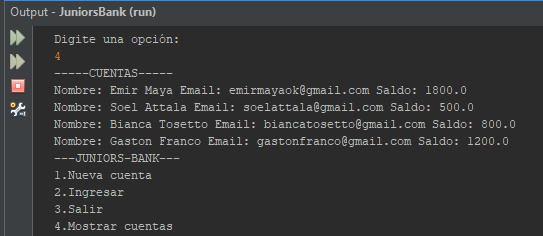 Output - JuniorsBank (run)
Digite una opción:
4
-----CUENTAS-----
Nombre: Emir Maya Email: emirmayaok@gmail.com Saldo: 1800.0
Nombre: Soel Attala Email: soelattala@gmail.com Saldo: 500.0
Nombre: Bianca Tosetto Email: biancatosetto@gmail.com Saldo: 800.0
Nombre: Gaston Franco Email: gastonfranco@gmail.com Saldo: 1200.0
---JUNIORS-BANK---
1.Nueva cuenta
2.Ingresar
3.Salir
4.Mostrar cuentas